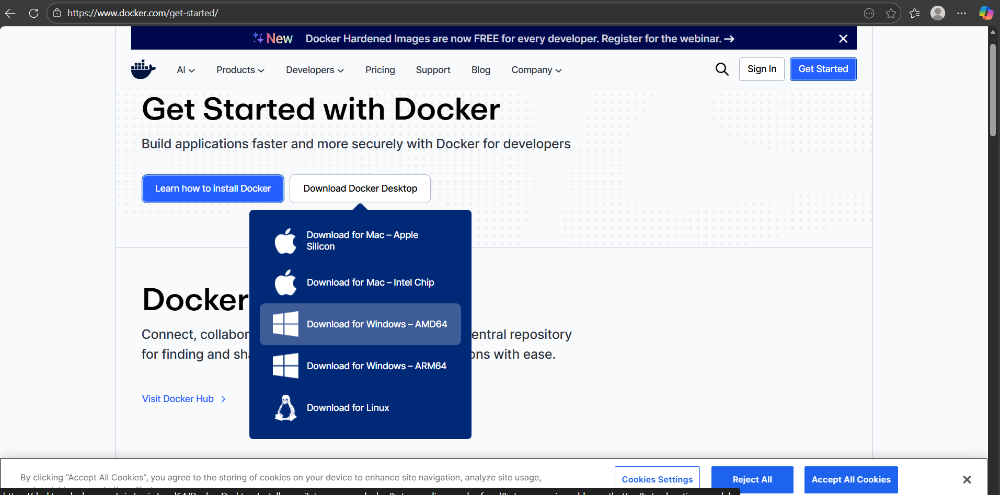 https://www.docker.com/get-started/
New Docker Hardened Images are now FREE for every developer. Register for the webinar. →
AI Products Developers Pricing Support Blog Company Sign In Get Started
Get Started with Docker
Build applications faster and more securely with Docker for developers
Learn how to install Docker Download Docker Desktop
Download for Mac – Apple
Silicon
Download for Mac – Intel Chip
Docker
Download for Windows – AMD64
Connect, collabor entral repository
for finding and sha ons with ease.
Download for Windows – ARM64
Visit Docker Hub
Download for Linux
By clicking “Accept All Cookies”, you agree to the storing of cookies on your device to enhance site navigation, analyze site usage,
Cookies Settings Reject All Accept All Cookies